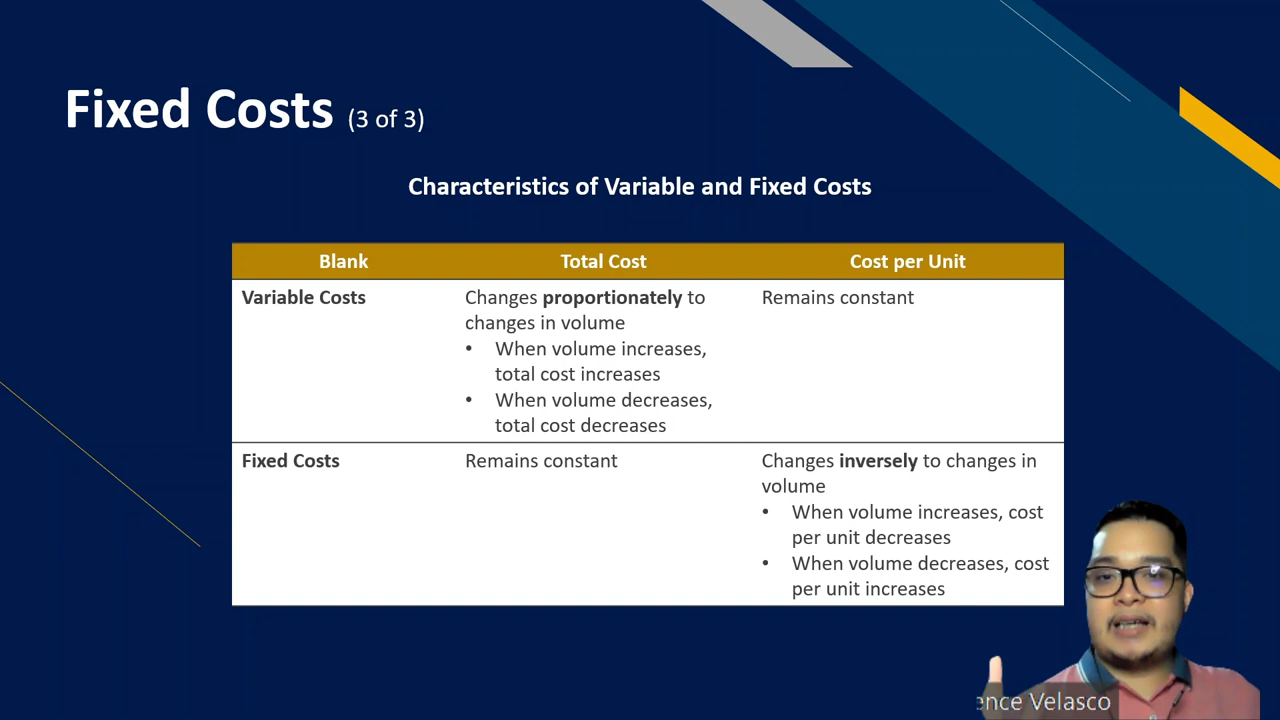 Fixed Costs (3 of 3)
Characteristics of Variable and Fixed Costs
Blank Total Cost Cost per Unit
Variable Costs
Changes proportionately to
changes in volume
• When volume increases,
total cost increases
• When volume decreases,
total cost decreases
Remains constant
Fixed Costs
Remains constant
Changes inversely to changes in
volume
• When volume increases, cost
per unit decreases
• When volume decreases, cost
per unit increases
ence Velasco